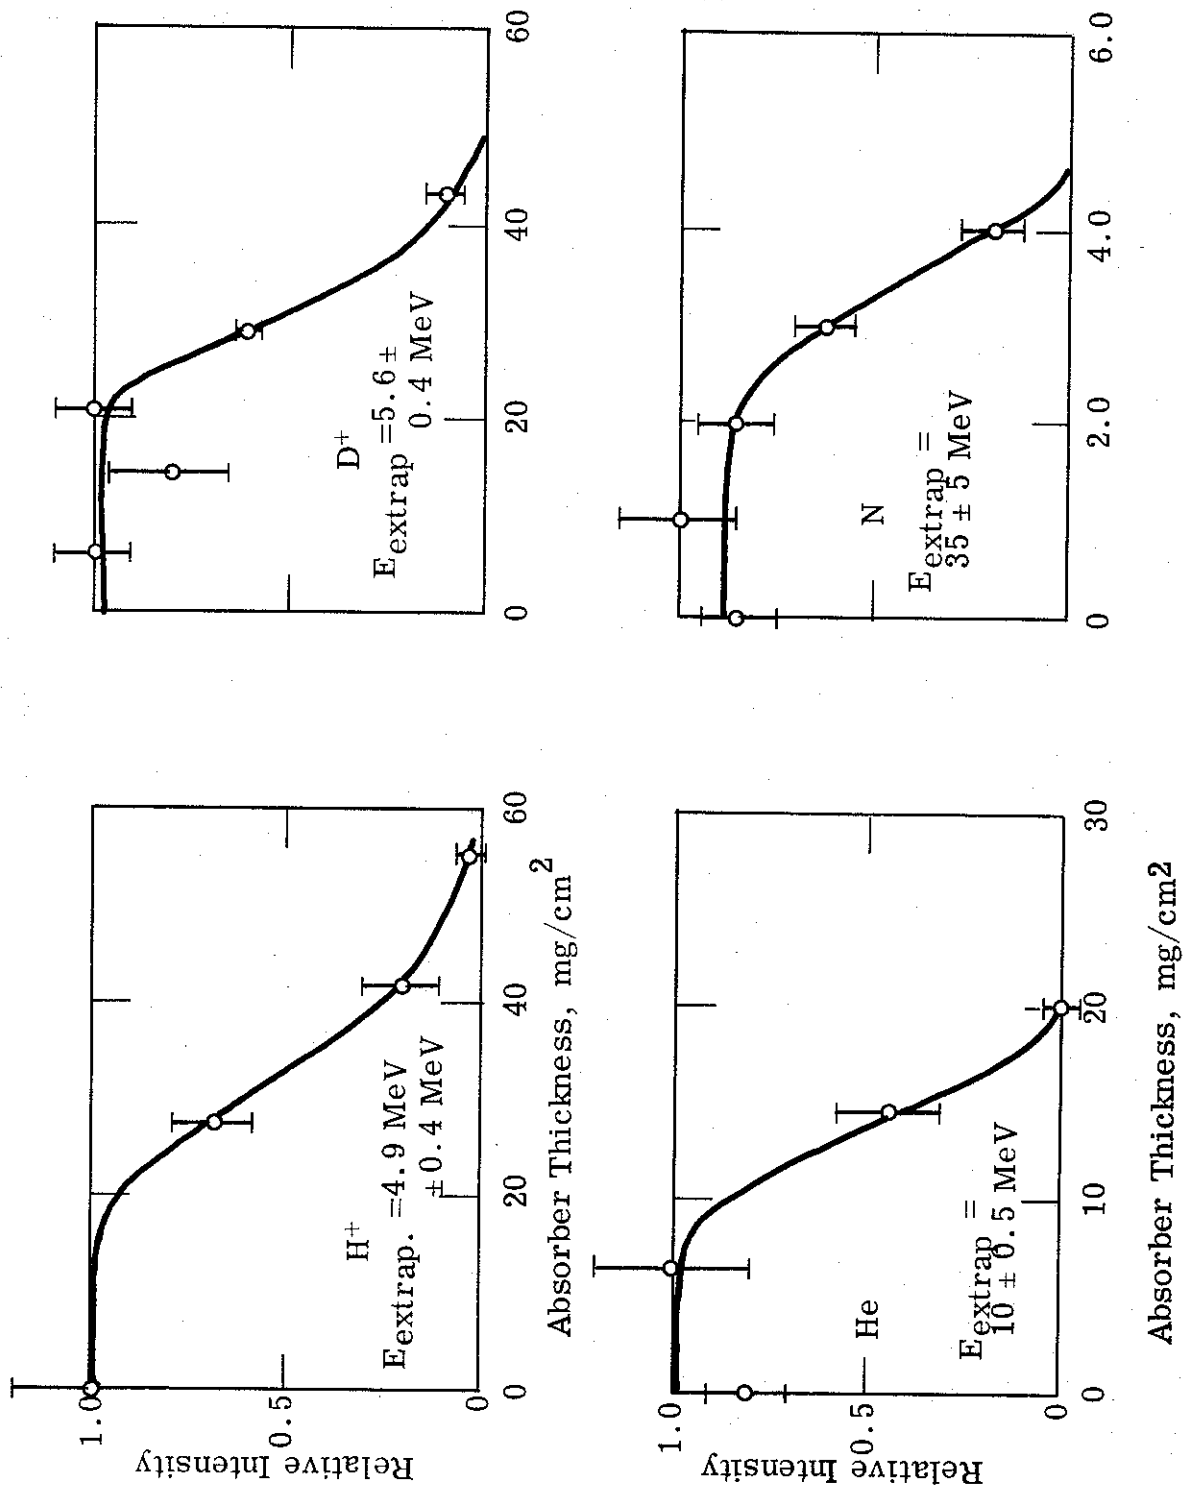 Relative Intensity
1.0
0.5
0
H+
Eextrap. =4.9 MeV
±0.4 MeV
0
20
40
60
Absorber Thickness, mg/cm2
D+
Eextrap =5.6 ±
0.4 MeV
0
20
40
60
Relative Intensity
1.0
0.5
0
He
Eextrap =
10 ± 0.5 MeV
0
10
20
30
Absorber Thickness, mg/cm2
N
Eextrap =
35 ± 5 MeV
0
2.0
4.0
6.0